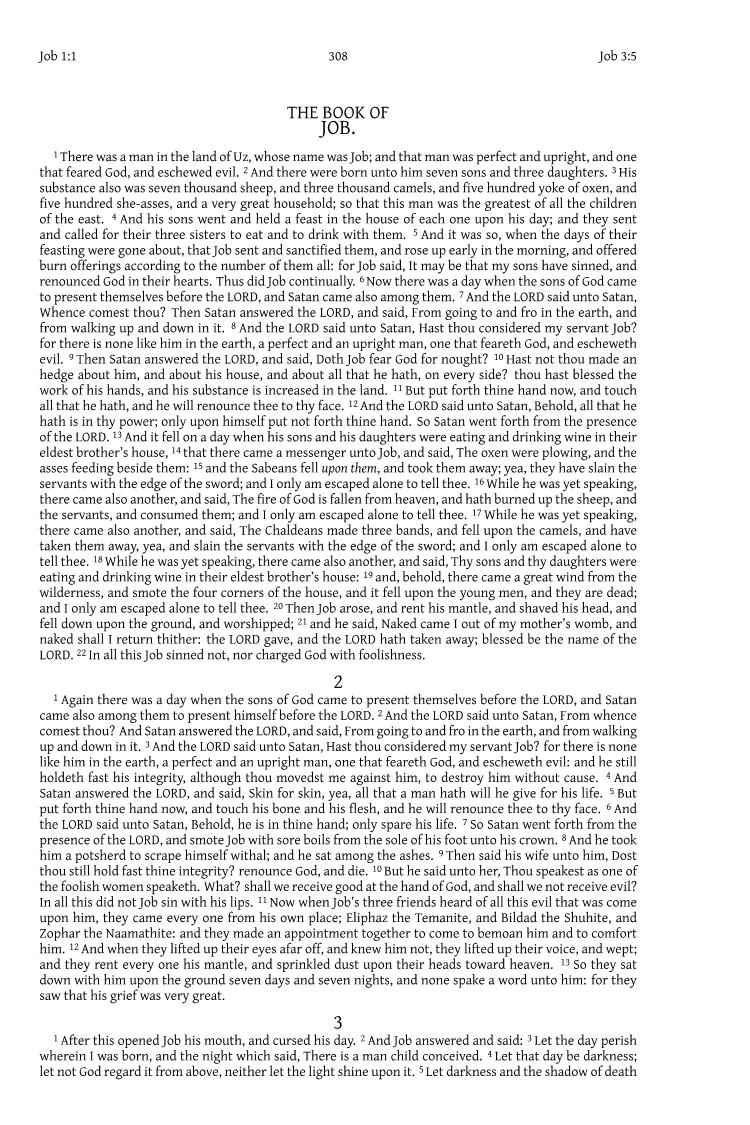 Job 1:1 308 Job 3:5
THE BOOK OF
JOB.
1 There was a man in the land of Uz, whose name was Job; and that man was perfect and upright, and one
that feared God, and eschewed evil. 2 And there were born unto him seven sons and three daughters. 3 His
substance also was seven thousand sheep, and three thousand camels, and five hundred yoke of oxen, and
five hundred she-asses, and a very great household; so that this man was the greatest of all the children
of the east. 4 And his sons went and held a feast in the house of each one upon his day; and they sent
and called for their three sisters to eat and to drink with them. 5 And it was so, when the days of their
feasting were gone about, that Job sent and sanctified them, and rose up early in the morning, and offered
burn offerings according to the number of them all: for Job said, It may be that my sons have sinned, and
renounced God in their hearts. Thus did Job continually. 6 Now there was a day when the sons of God came
to present themselves before the LORD, and Satan came also among them. 7 And the LORD said unto Satan,
Whence comest thou? Then Satan answered the LORD, and said, From going to and fro in the earth, and
from walking up and down in it. 8 And the LORD said unto Satan, Hast thou considered my servant Job?
for there is none like him in the earth, a perfect and an upright man, one that feareth God, and escheweth
evil. 9 Then Satan answered the LORD, and said, Doth Job fear God for nought? 10 Hast not thou made an
hedge about him, and about his house, and about all that he hath, on every side? thou hast blessed the
work of his hands, and his substance is increased in the land. 11 But put forth thine hand now, and touch
all that he hath, and he will renounce thee to thy face. 12 And the LORD said unto Satan, Behold, all that he
hath is in thy power; only upon himself put not forth thine hand. So Satan went forth from the presence
of the LORD. 13 And it fell on a day when his sons and his daughters were eating and drinking wine in their
eldest brother's house, 14 that there came a messenger unto Job, and said, The oxen were plowing, and the
asses feeding beside them: 15 and the Sabeans fell upon them, and took them away; yea, they have slain the
servants with the edge of the sword; and I only am escaped alone to tell thee. 16 While he was yet speaking,
there came also another, and said, The fire of God is fallen from heaven, and hath burned up the sheep, and
the servants, and consumed them; and I only am escaped alone to tell thee. 17 While he was yet speaking,
there came also another, and said, The Chaldeans made three bands, and fell upon the camels, and have
taken them away, yea, and slain the servants with the edge of the sword; and I only am escaped alone to
tell thee. 18 While he was yet speaking, there came also another, and said, Thy sons and thy daughters were
eating and drinking wine in their eldest brother's house: 19 and, behold, there came a great wind from the
wilderness, and smote the four corners of the house, and it fell upon the young men, and they are dead;
and I only am escaped alone to tell thee. 20 Then Job arose, and rent his mantle, and shaved his head, and
fell down upon the ground, and worshipped; 21 and he said, Naked came I out of my mother's womb, and
naked shall I return thither: the LORD gave, and the LORD hath taken away; blessed be the name of the
LORD. 22 In all this Job sinned not, nor charged God with foolishness.
2
1 Again there was a day when the sons of God came to present themselves before the LORD, and Satan
came also among them to present himself before the LORD. 2 And the LORD said unto Satan, From whence
comest thou? And Satan answered the LORD, and said, From going to and fro in the earth, and from walking
up and down in it. 3 And the LORD said unto Satan, Hast thou considered my servant Job? for there is none
like him in the earth, a perfect and an upright man, one that feareth God, and escheweth evil: and he still
holdeth fast his integrity, although thou movedst me against him, to destroy him without cause. 4 And
Satan answered the LORD, and said, Skin for skin, yea, all that a man hath will he give for his life. 5 But
put forth thine hand now, and touch his bone and his flesh, and he will renounce thee to thy face. 6 And
the LORD said unto Satan, Behold, he is in thine hand; only spare his life. 7 So Satan went forth from the
presence of the LORD, and smote Job with sore boils from the sole of his foot unto his crown. 8 And he took
him a potsherd to scrape himself withal; and he sat among the ashes. 9 Then said his wife unto him, Dost
thou still hold fast thine integrity? renounce God, and die. 10 But he said unto her, Thou speakest as one of
the foolish women speaketh. What? shall we receive good at the hand of God, and shall we not receive evil?
In all this did not Job sin with his lips. 11 Now when Job's three friends heard of all this evil that was come
upon him, they came every one from his own place; Eliphaz the Temanite, and Bildad the Shuhite, and
Zophar the Naamathite: and they made an appointment together to come to bemoan him and to comfort
him. 12 And when they lifted up their eyes afar off, and knew him not, they lifted up their voice, and wept;
and they rent every one his mantle, and sprinkled dust upon their heads toward heaven. 13 So they sat
down with him upon the ground seven days and seven nights, and none spake a word unto him: for they
saw that his grief was very great.
3
1 After this opened Job his mouth, and cursed his day. 2 And Job answered and said: 3 Let the day perish
wherein I was born, and the night which said, There is a man child conceived. 4 Let that day be darkness;
let not God regard it from above, neither let the light shine upon it. 5 Let darkness and the shadow of death